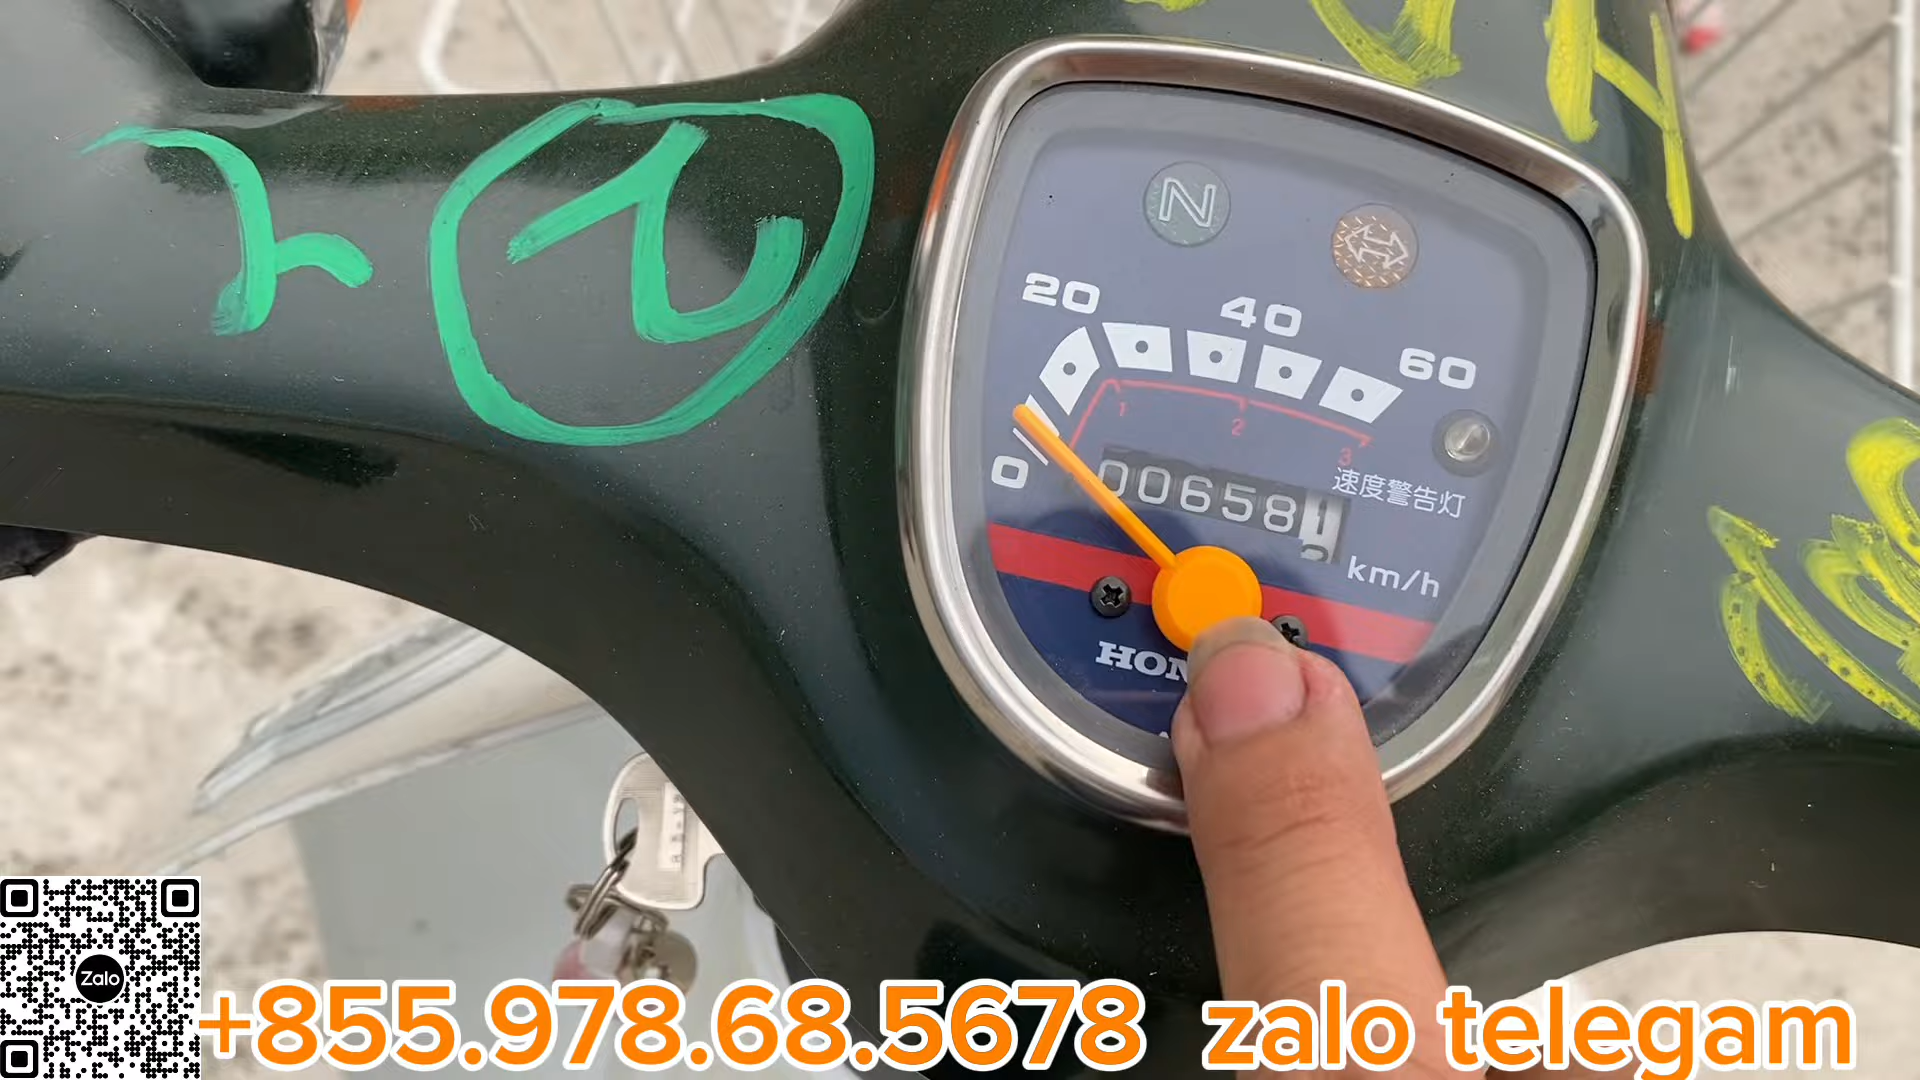 N
20 40 60
0
1 2 3
速度警告灯
006581
km/h
HON
Zalo
+855.978.68.5678 zalo telegam